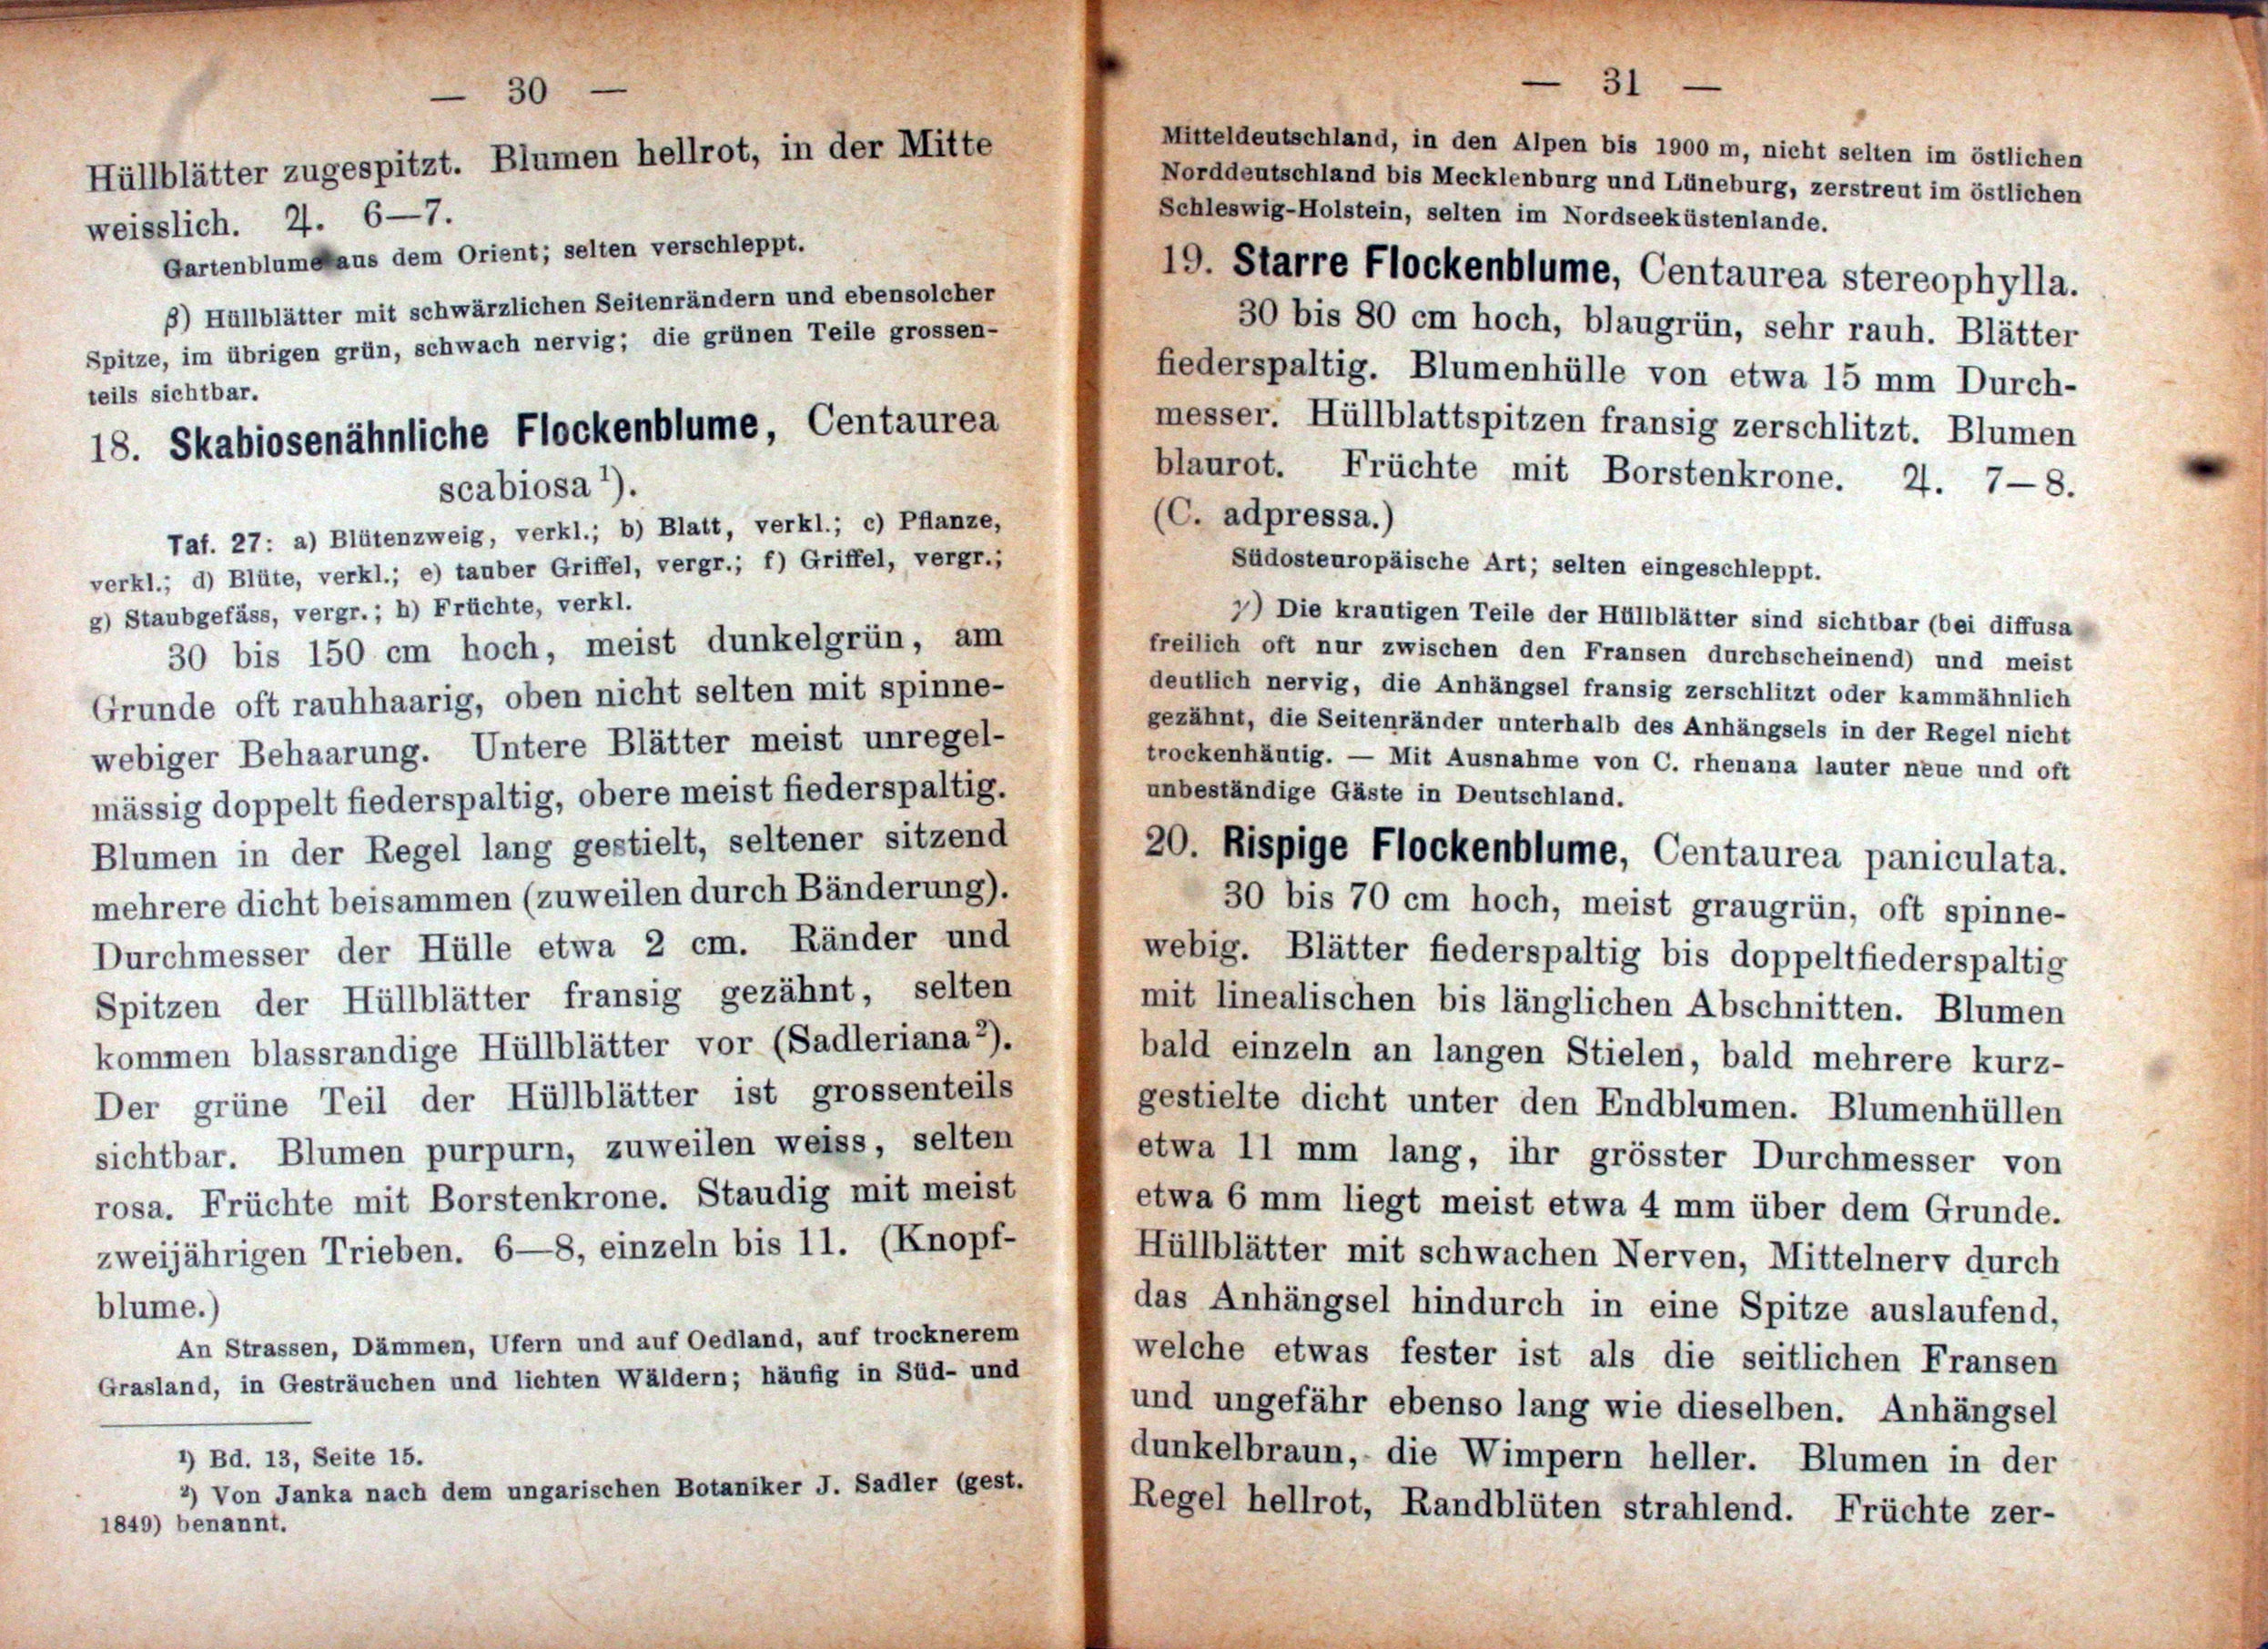 — 30 —
Hüllblätter zugespitzt. Blumen hellrot, in der Mitte
weisslich. ♃. 6—7.
Gartenblume aus dem Orient; selten verschleppt.
β) Hüllblätter mit schwärzlichen Seitenrändern und ebensolcher
Spitze, im übrigen grün, schwach nervig; die grünen Teile grossen-
teils sichtbar.
18. Skabiosenähnliche Flockenblume, Centaurea
scabiosa ¹).
Taf. 27: a) Blütenzweig, verkl.; b) Blatt, verkl.; c) Pflanze,
verkl.; d) Blüte, verkl.; e) tauber Griffel, vergr.; f) Griffel, vergr.;
g) Staubgefäss, vergr.; h) Früchte, verkl.
30 bis 150 cm hoch, meist dunkelgrün, am
Grunde oft rauhhaarig, oben nicht selten mit spinne-
webiger Behaarung. Untere Blätter meist unregel-
mässig doppelt fiederspaltig, obere meist fiederspaltig.
Blumen in der Regel lang gestielt, seltener sitzend
mehrere dicht beisammen (zuweilen durch Bänderung).
Durchmesser der Hülle etwa 2 cm. Ränder und
Spitzen der Hüllblätter fransig gezähnt, selten
kommen blassrandige Hüllblätter vor (Sadleriana ²).
Der grüne Teil der Hüllblätter ist grossenteils
sichtbar. Blumen purpurn, zuweilen weiss, selten
rosa. Früchte mit Borstenkrone. Staudig mit meist
zweijährigen Trieben. 6—8, einzeln bis 11. (Knopf-
blume.)
An Strassen, Dämmen, Ufern und auf Oedland, auf trocknerem
Grasland, in Gesträuchen und lichten Wäldern; häufig in Süd- und
¹) Bd. 13, Seite 15.
²) Von Janka nach dem ungarischen Botaniker J. Sadler (gest.
1849) benannt.
— 31 —
Mitteldeutschland, in den Alpen bis 1900 m, nicht selten im östlichen
Norddeutschland bis Mecklenburg und Lüneburg, zerstreut im östlichen
Schleswig-Holstein, selten im Nordseeküstenlande.
19. Starre Flockenblume, Centaurea stereophylla.
30 bis 80 cm hoch, blaugrün, sehr rauh. Blätter
fiederspaltig. Blumenhülle von etwa 15 mm Durch-
messer. Hüllblattspitzen fransig zerschlitzt. Blumen
blaurot. Früchte mit Borstenkrone. ♃. 7—8.
(C. adpressa.)
Südosteuropäische Art; selten eingeschleppt.
γ) Die krautigen Teile der Hüllblätter sind sichtbar (bei diffusa
freilich oft nur zwischen den Fransen durchscheinend) und meist
deutlich nervig, die Anhängsel fransig zerschlitzt oder kammähnlich
gezähnt, die Seitenränder unterhalb des Anhängsels in der Regel nicht
trockenhäutig. — Mit Ausnahme von C. rhenana lauter neue und oft
unbeständige Gäste in Deutschland.
20. Rispige Flockenblume, Centaurea paniculata.
30 bis 70 cm hoch, meist graugrün, oft spinne-
webig. Blätter fiederspaltig bis doppeltfiederspaltig
mit linealischen bis länglichen Abschnitten. Blumen
bald einzeln an langen Stielen, bald mehrere kurz-
gestielte dicht unter den Endblumen. Blumenhüllen
etwa 11 mm lang, ihr grösster Durchmesser von
etwa 6 mm liegt meist etwa 4 mm über dem Grunde.
Hüllblätter mit schwachen Nerven, Mittelnerv durch
das Anhängsel hindurch in eine Spitze auslaufend,
welche etwas fester ist als die seitlichen Fransen
und ungefähr ebenso lang wie dieselben. Anhängsel
dunkelbraun, die Wimpern heller. Blumen in der
Regel hellrot, Randblüten strahlend. Früchte zer-